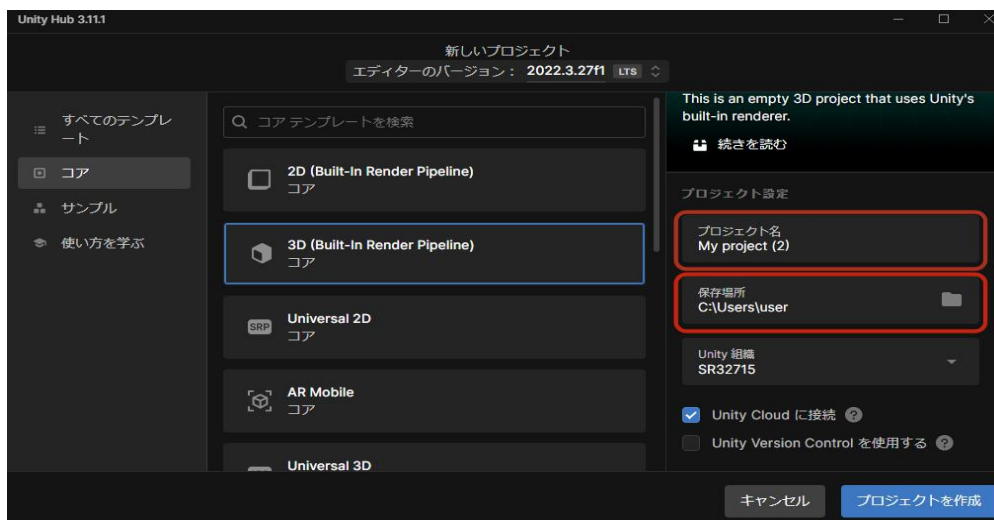 Unity Hub 3.11.1
新しいプロジェクト
エディターのバージョン： 2022.3.27f1 LTS
すべてのテンプレ
ート
コア
サンプル
使い方を学ぶ
コア テンプレートを検索
2D (Built-In Render Pipeline)
コア
3D (Built-In Render Pipeline)
コア
SRP
Universal 2D
コア
AR Mobile
コア
Universal 3D
This is an empty 3D project that uses Unity's
built-in renderer.
続きを読む
プロジェクト設定
プロジェクト名
My project (2)
保存場所
C:\Users\user
Unity 組織
SR32715
Unity Cloud に接続 ?
Unity Version Control を使用する ?
キャンセル
プロジェクトを作成